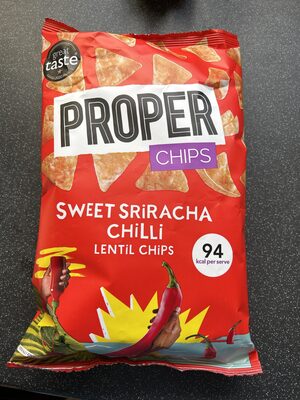 great
taste
PROPER
CHIPS
SWEET SRiRACHA
CHiLLi
LENTiL CHiPS
94
kcal per serve